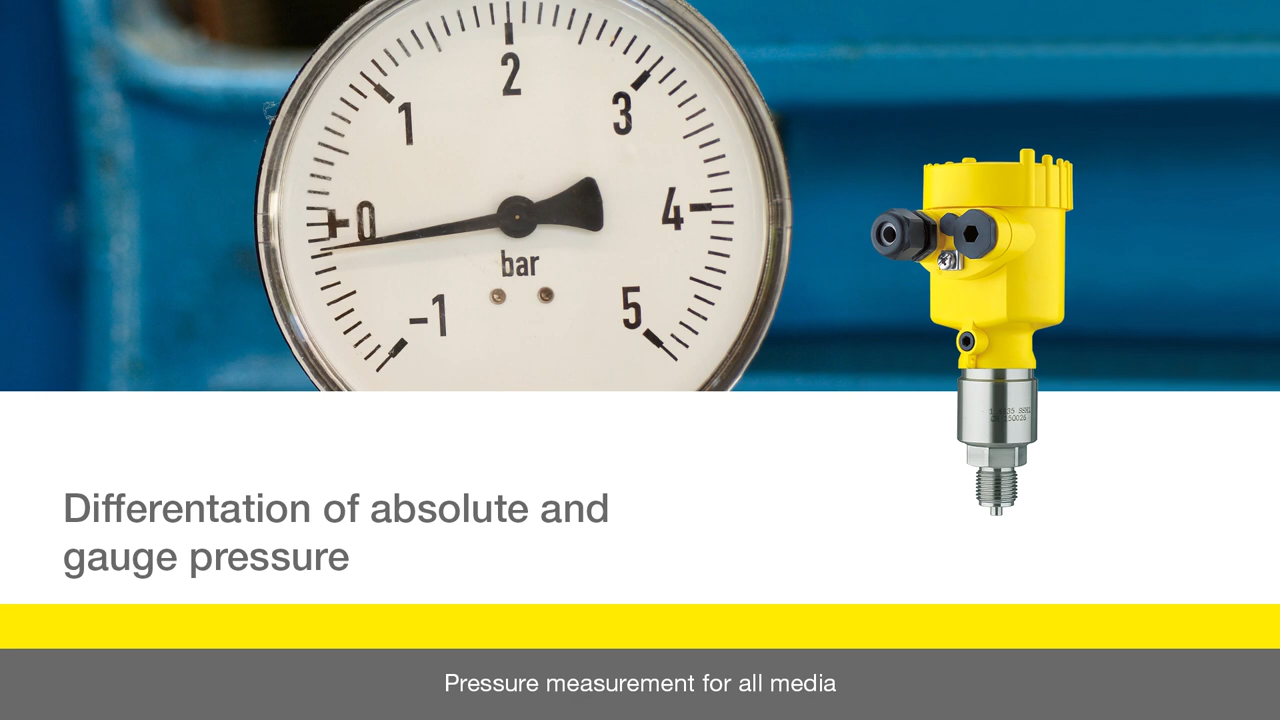 2
1
3
0
4
bar
-1
5
Differentation of absolute and
gauge pressure
Pressure measurement for all media